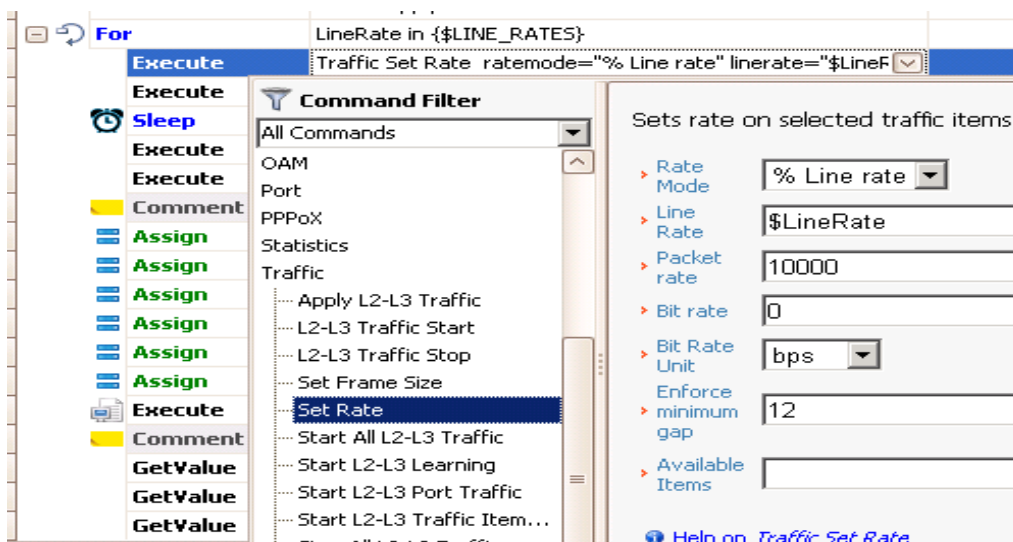 For LineRate in {$LINE_RATES}
Execute Traffic Set Rate ratemode="% Line rate" linerate="$LineR
Execute
Sleep
Execute
Execute
Comment
Assign
Assign
Assign
Assign
Assign
Assign
Execute
Comment
GetValue
GetValue
GetValue
Command Filter
All Commands
OAM
Port
PPPoX
Statistics
Traffic
Apply L2-L3 Traffic
L2-L3 Traffic Start
L2-L3 Traffic Stop
Set Frame Size
Set Rate
Start All L2-L3 Traffic
Start L2-L3 Learning
Start L2-L3 Port Traffic
Start L2-L3 Traffic Item...
Sets rate on selected traffic items
Rate
Mode
% Line rate
Line
Rate
$LineRate
Packet
rate
10000
Bit rate
0
Bit Rate
Unit
bps
Enforce
minimum
gap
12
Available
Items
Help on Traffic Set Rate